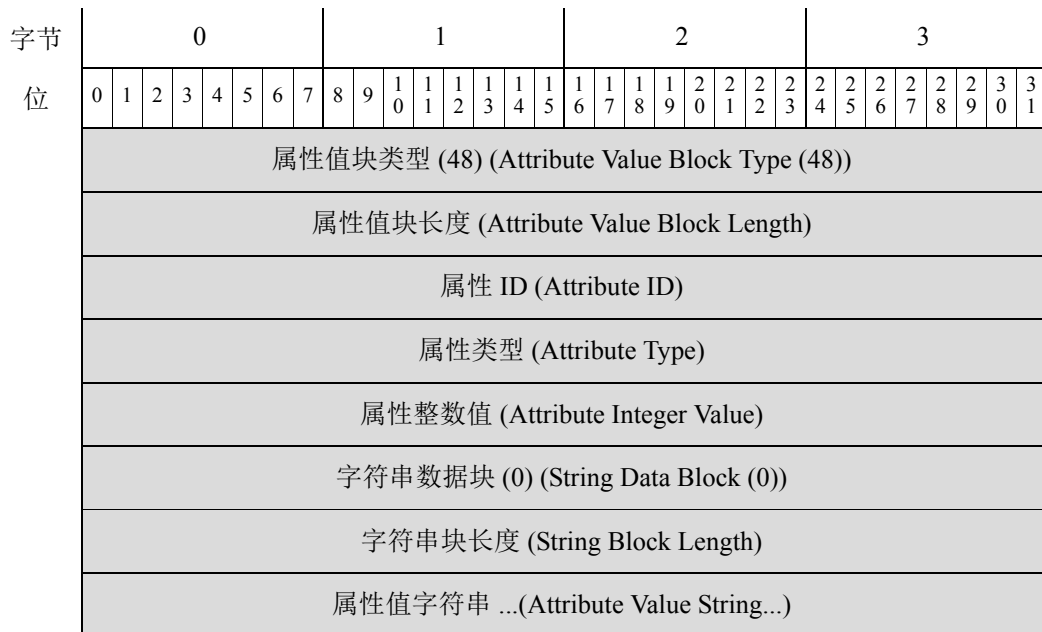 字节 0 1 2 3
位 0 1 2 3 4 5 6 7 8 9 10 11 12 13 14 15 16 17 18 19 20 21 22 23 24 25 26 27 28 29 30 31
属性值块类型 (48) (Attribute Value Block Type (48))
属性值块长度 (Attribute Value Block Length)
属性 ID (Attribute ID)
属性类型 (Attribute Type)
属性整数值 (Attribute Integer Value)
字符串数据块 (0) (String Data Block (0))
字符串块长度 (String Block Length)
属性值字符串 ...(Attribute Value String...)